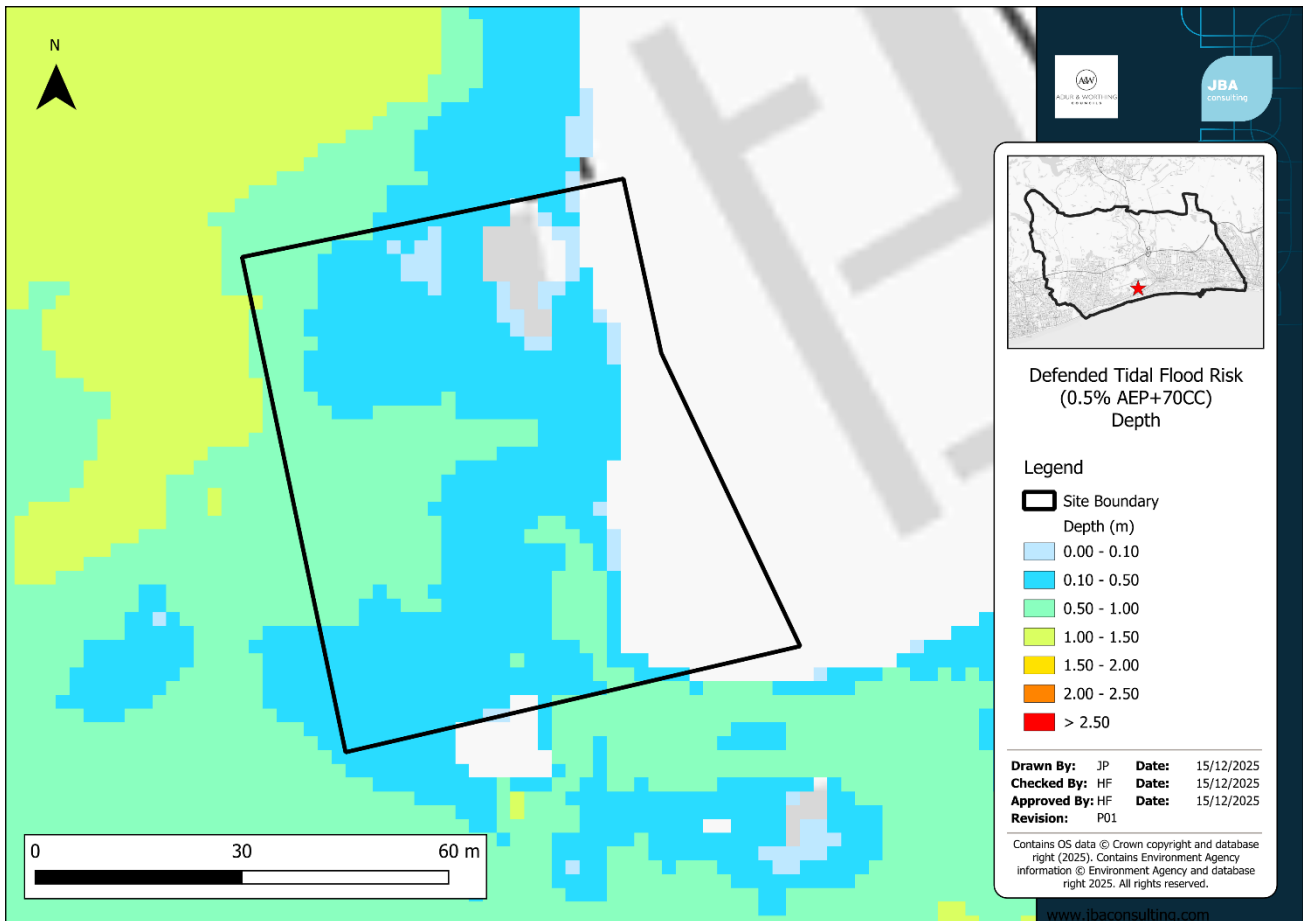 N
A&W
ADUR & WORTHING
COUNCILS
JBA
consulting
Defended Tidal Flood Risk
(0.5% AEP+70CC)
Depth
Legend
Site Boundary
Depth (m)
0.00 - 0.10
0.10 - 0.50
0.50 - 1.00
1.00 - 1.50
1.50 - 2.00
2.00 - 2.50
> 2.50
Drawn By: JP Date: 15/12/2025
Checked By: HF Date: 15/12/2025
Approved By: HF Date: 15/12/2025
Revision: P01
Contains OS data © Crown copyright and database
right (2025). Contains Environment Agency
information © Environment Agency and database
right 2025. All rights reserved.
www.jbaconsulting.com
0 30 60 m